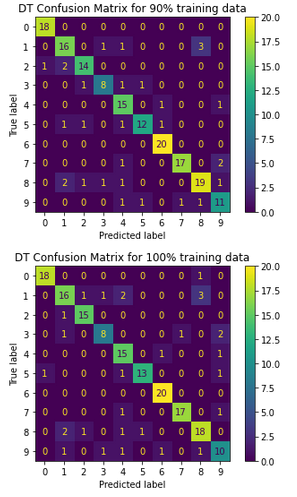 DT Confusion Matrix for 90% training data
0 18 0 0 0 0 0 0 0 0 0
1 0 16 0 1 1 0 0 0 3 0
2 1 2 14 0 0 0 0 0 0 0
3 0 0 1 8 1 1 0 0 0 0
4 0 0 0 0 15 0 1 0 0 1
5 0 1 1 0 1 12 1 0 0 0
6 0 0 0 0 0 0 20 0 0 0
7 0 0 0 0 1 0 0 17 0 2
8 0 2 1 1 1 0 0 0 19 1
9 0 0 0 0 1 1 0 1 1 11
0 1 2 3 4 5 6 7 8 9
True label
Predicted label
20.0
17.5
15.0
12.5
10.0
7.5
5.0
2.5
0.0
DT Confusion Matrix for 100% training data
0 18 0 0 0 0 0 0 0 1 0
1 0 16 1 1 2 0 0 0 3 0
2 0 1 15 0 0 0 0 0 0 0
3 0 1 0 8 0 0 0 1 0 2
4 0 0 0 0 15 0 1 0 0 1
5 1 0 0 0 1 13 0 0 0 1
6 0 0 0 0 0 0 20 0 0 0
7 0 0 0 0 1 0 0 17 0 1
8 0 2 1 0 1 1 0 0 18 0
9 0 1 0 1 1 0 1 0 1 10
0 1 2 3 4 5 6 7 8 9
True label
Predicted label
20.0
17.5
15.0
12.5
10.0
7.5
5.0
2.5
0.0